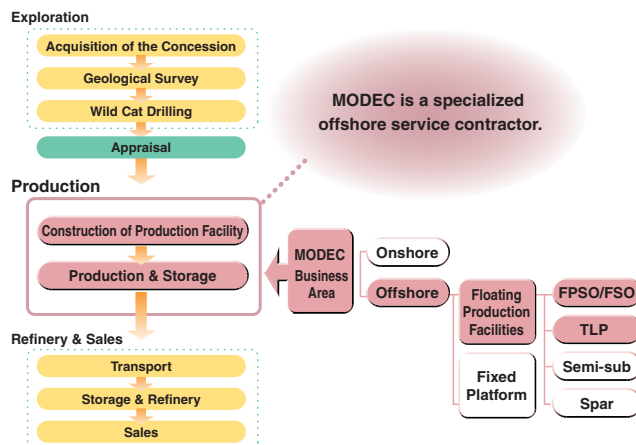 Exploration
Acquisition of the Concession
Geological Survey
Wild Cat Drilling
Appraisal
MODEC is a specialized
offshore service contractor.
Production
Construction of Production Facility
Production & Storage
MODEC
Business
Area
Onshore
Offshore
Floating
Production
Facilities
Fixed
Platform
FPSO/FSO
TLP
Semi-sub
Spar
Refinery & Sales
Transport
Storage & Refinery
Sales